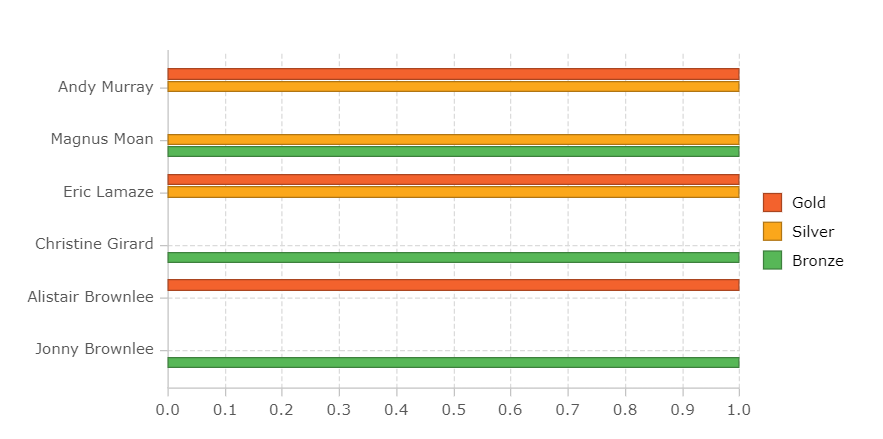 Andy Murray
Magnus Moan
Eric Lamaze
Christine Girard
Alistair Brownlee
Jonny Brownlee
0.0 0.1 0.2 0.3 0.4 0.5 0.6 0.7 0.8 0.9 1.0
Gold
Silver
Bronze